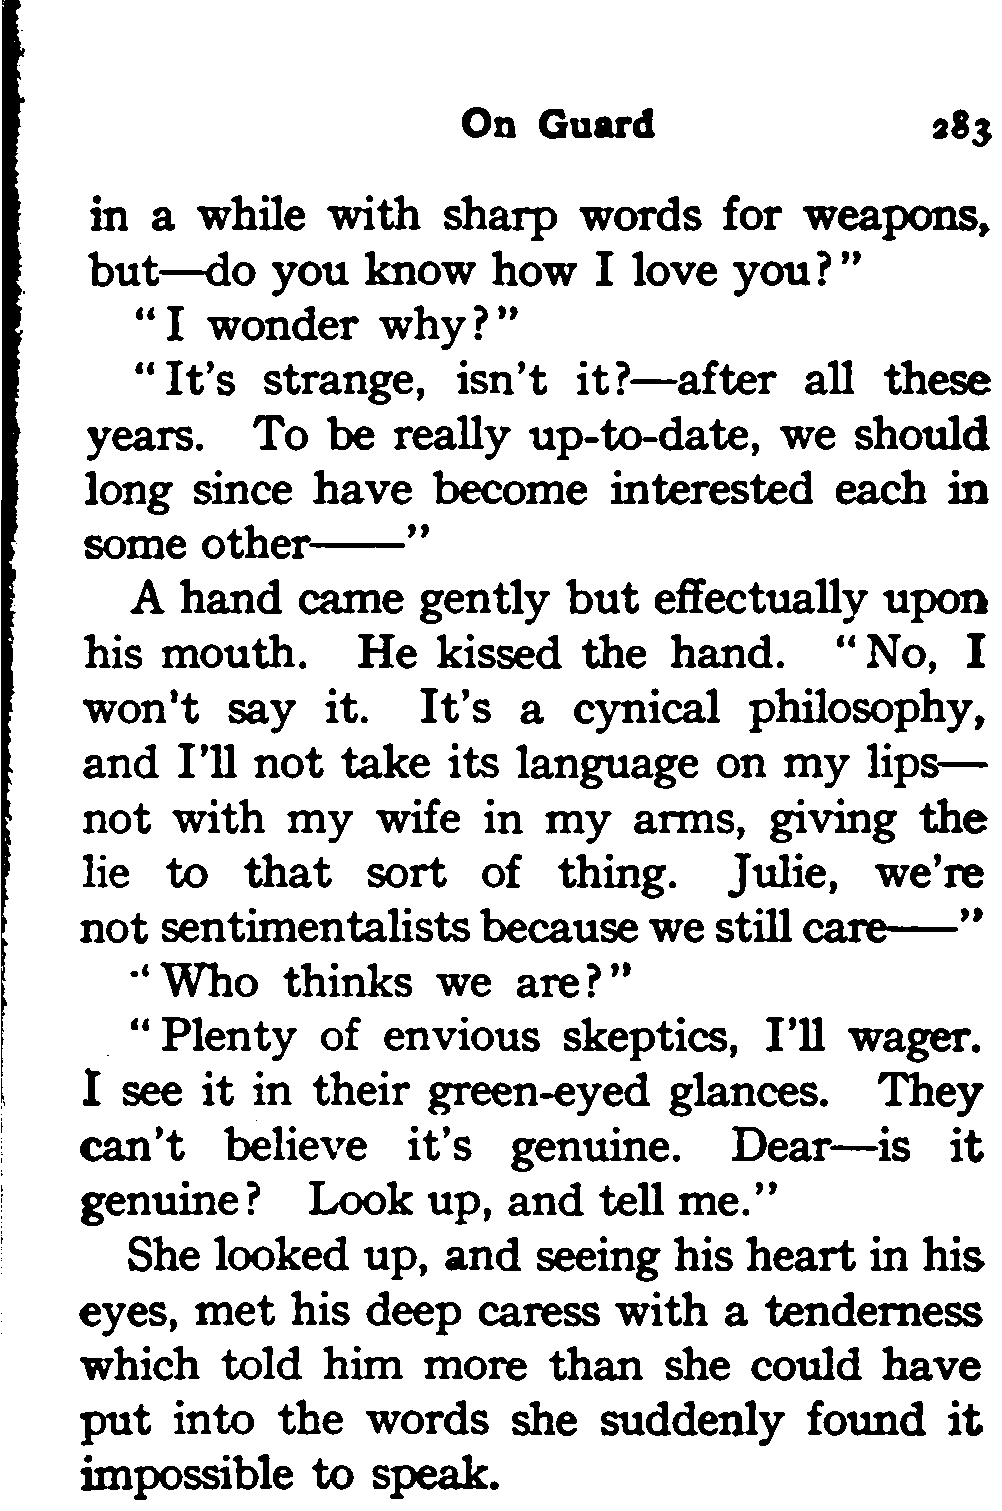 On Guard 283
in a while with sharp words for weapons,
but—do you know how I love you?"
"I wonder why?"
"It's strange, isn't it?—after all these
years. To be really up-to-date, we should
long since have become interested each in
some other——"
A hand came gently but effectually upon
his mouth. He kissed the hand. "No, I
won't say it. It's a cynical philosophy,
and I'll not take its language on my lips—
not with my wife in my arms, giving the
lie to that sort of thing. Julie, we're
not sentimentalists because we still care——"
"Who thinks we are?"
"Plenty of envious skeptics, I'll wager.
I see it in their green-eyed glances. They
can't believe it's genuine. Dear—is it
genuine? Look up, and tell me."
She looked up, and seeing his heart in his
eyes, met his deep caress with a tenderness
which told him more than she could have
put into the words she suddenly found it
impossible to speak.